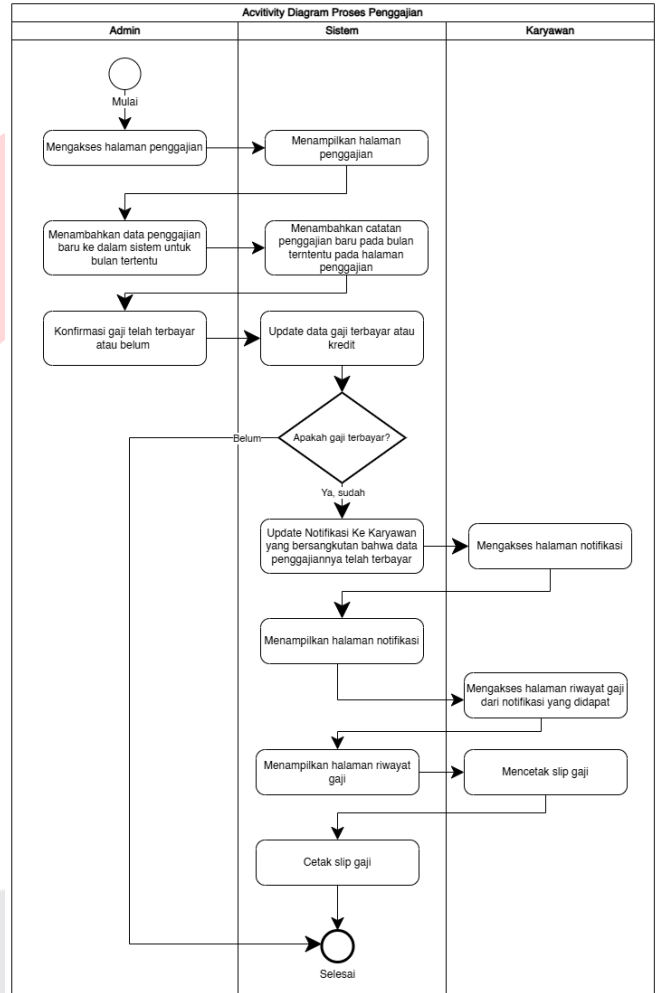 Acvitivity Diagram Proses Penggajian
Admin
Sistem
Karyawan
Mulai
Mengakses halaman penggajian
Menampilkan halaman
penggajian
Menambahkan data penggajian
baru ke dalam sistem untuk
bulan tertentu
Menambahkan catatan
penggajian baru pada bulan
terntentu pada halaman
penggajian
Konfirmasi gaji telah terbayar
atau belum
Update data gaji terbayar atau
kredit
Apakah gaji terbayar?
Belum
Ya, sudah
Update Notifikasi Ke Karyawan
yang bersangkutan bahwa data
penggajiannya telah terbayar
Mengakses halaman notifikasi
Menampilkan halaman notifikasi
Mengakses halaman riwayat gaji
dari notifikasi yang didapat
Menampilkan halaman riwayat
gaji
Mencetak slip gaji
Cetak slip gaji
Selesai